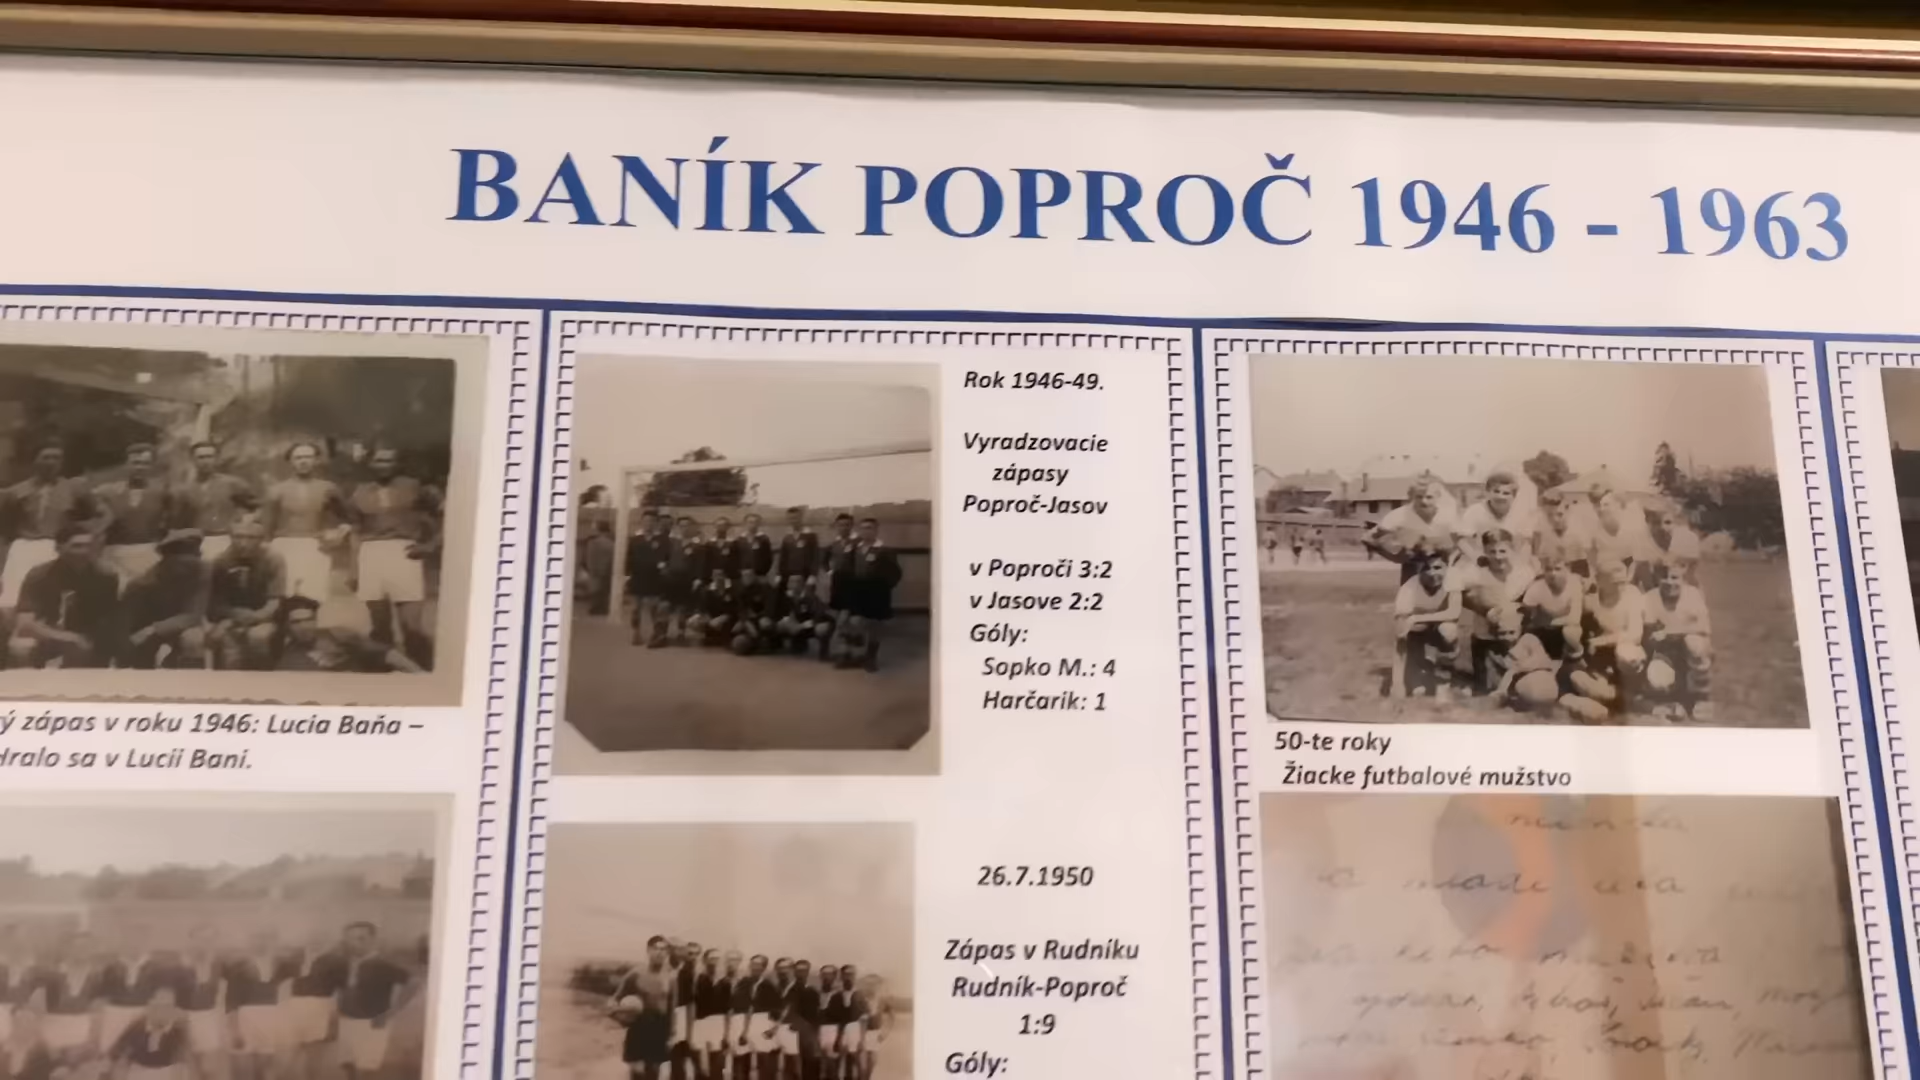 BANÍK POPROČ 1946 - 1963
zápas v roku 1946: Lucia Baňa –
Hralo sa v Lucii Bani.
Rok 1946-49.
Vyradzovacie
zápasy
Poproč-Jasov
v Poproči 3:2
v Jasove 2:2
Góly:
Sopko M.: 4
Harčarik: 1
26.7.1950
Zápas v Rudníku
Rudník-Poproč
1:9
Góly:
50-te roky
Žiacke futbalové mužstvo